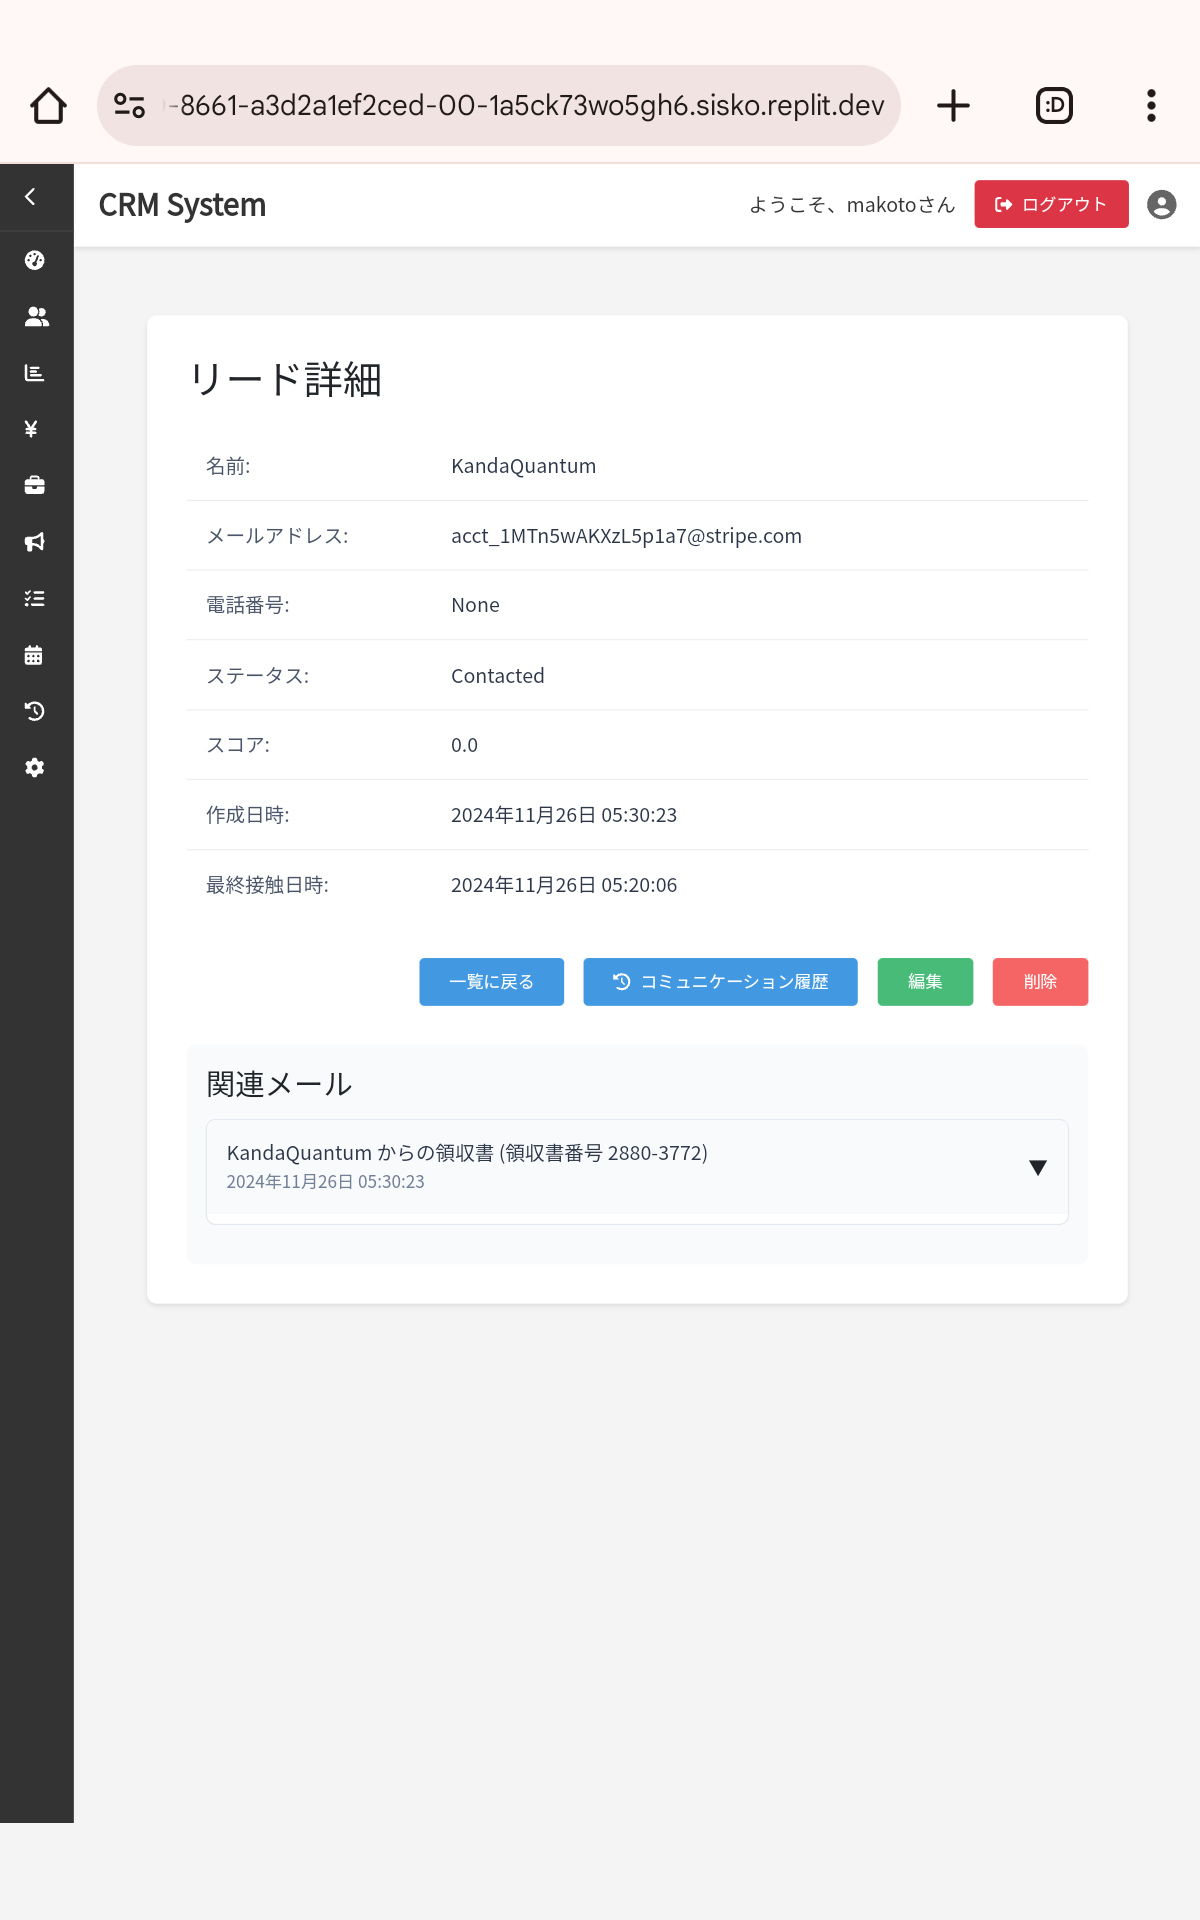 -8661-a3d2a1ef2ced-00-1a5ck73wo5gh6.sisko.replit.dev
:D
CRM System
ようこそ、makotoさん
ログアウト
リード詳細
名前: KandaQuantum
メールアドレス: acct_1MTn5wAKXzL5p1a7@stripe.com
電話番号: None
ステータス: Contacted
スコア: 0.0
作成日時: 2024年11月26日 05:30:23
最終接触日時: 2024年11月26日 05:20:06
一覧に戻る コミュニケーション履歴 編集 削除
関連メール
KandaQuantum からの領収書 (領収書番号 2880-3772)
2024年11月26日 05:30:23